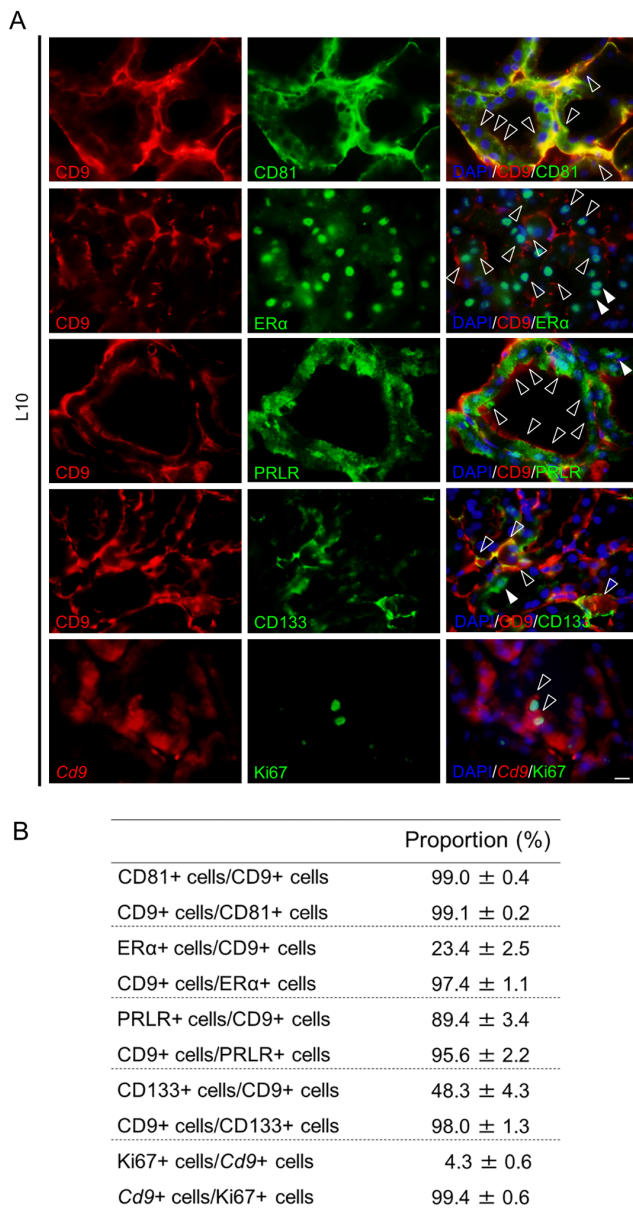 A
L10
CD9
CD81
DAPI/CD9/CD81
CD9
ERα
DAPI/CD9/ERα
CD9
PRLR
DAPI/CD9/PRLR
CD9
CD133
DAPI/CD9/CD133
Cd9
Ki67
DAPI/Cd9/Ki67
B
Proportion (%)
CD81+ cells/CD9+ cells 99.0 ± 0.4
CD9+ cells/CD81+ cells 99.1 ± 0.2
ERα+ cells/CD9+ cells 23.4 ± 2.5
CD9+ cells/ERα+ cells 97.4 ± 1.1
PRLR+ cells/CD9+ cells 89.4 ± 3.4
CD9+ cells/PRLR+ cells 95.6 ± 2.2
CD133+ cells/CD9+ cells 48.3 ± 4.3
CD9+ cells/CD133+ cells 98.0 ± 1.3
Ki67+ cells/Cd9+ cells 4.3 ± 0.6
Cd9+ cells/Ki67+ cells 99.4 ± 0.6